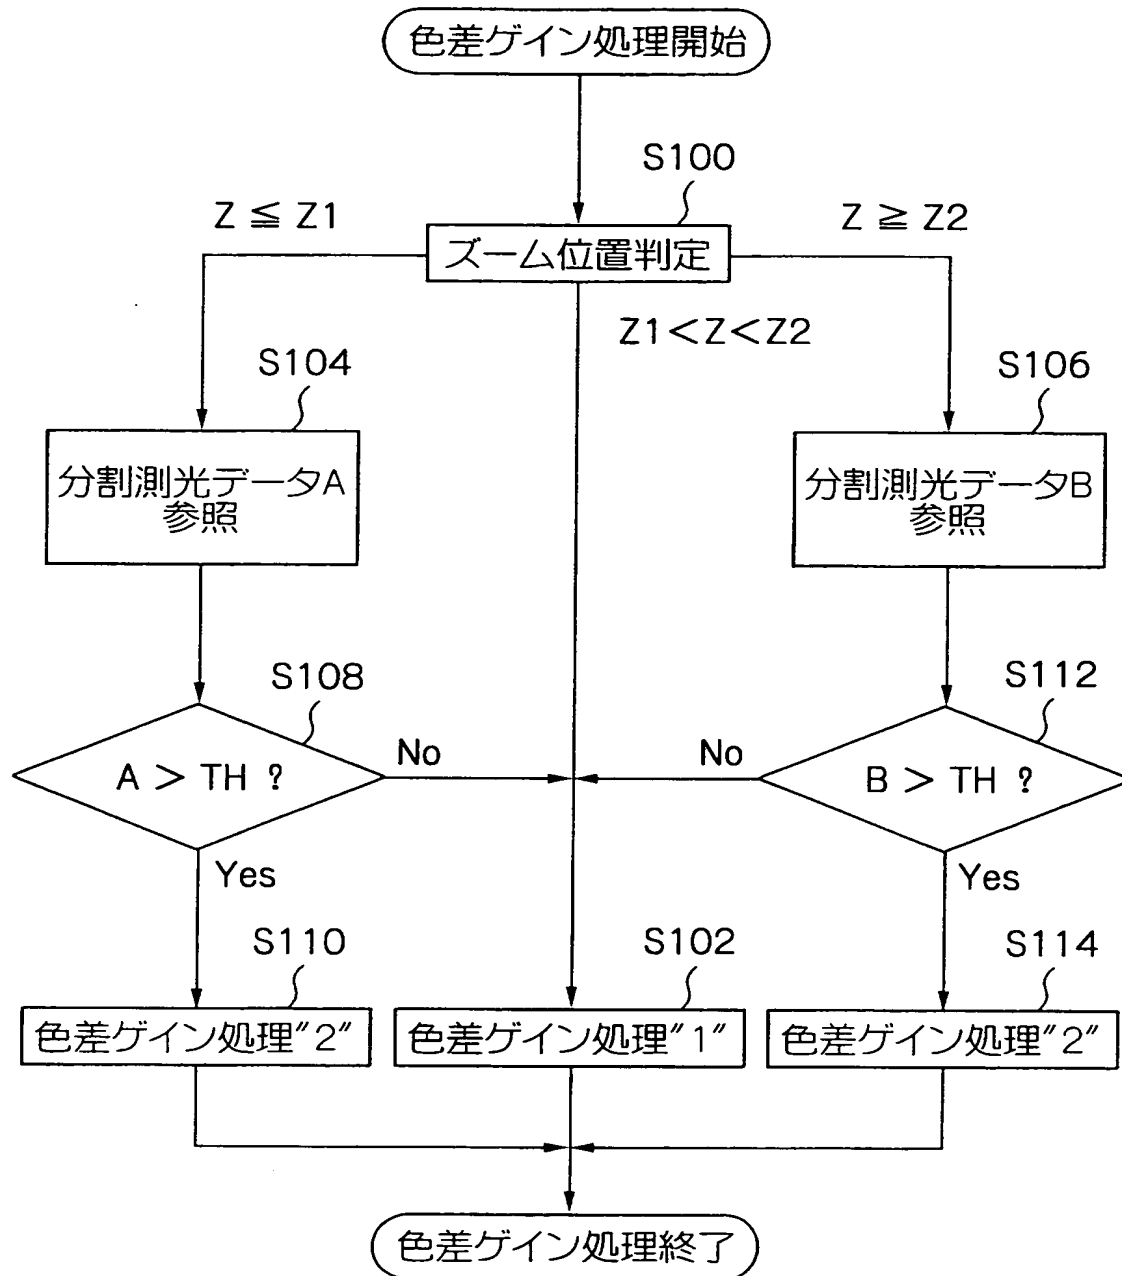 色差ゲイン処理開始
S100
Z ≦ Z1
Z ≧ Z2
ズーム位置判定
Z1<Z<Z2
S104
S106
分割測光データA
参照
分割測光データB
参照
S108
S112
A > TH ?
No
No
B > TH ?
Yes
Yes
S110
S102
S114
色差ゲイン処理"2"
色差ゲイン処理"1"
色差ゲイン処理"2"
色差ゲイン処理終了